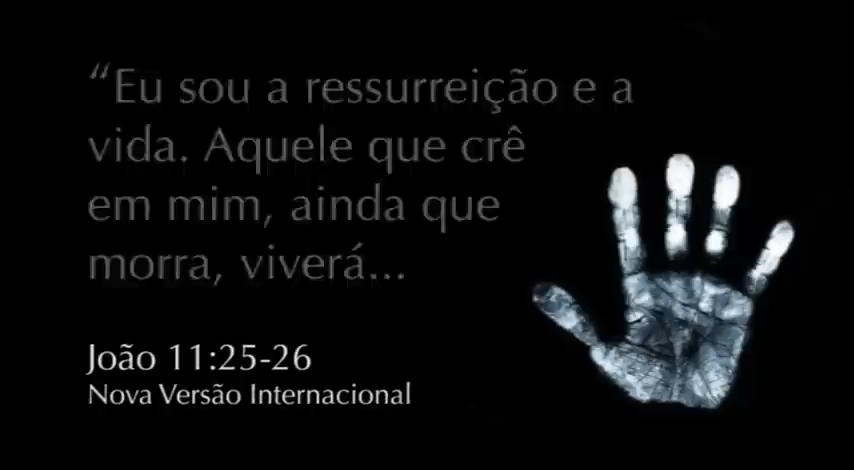 “Eu sou a ressurreição e a
vida. Aquele que crê
em mim, ainda que
morra, viverá...
João 11:25-26
Nova Versão Internacional